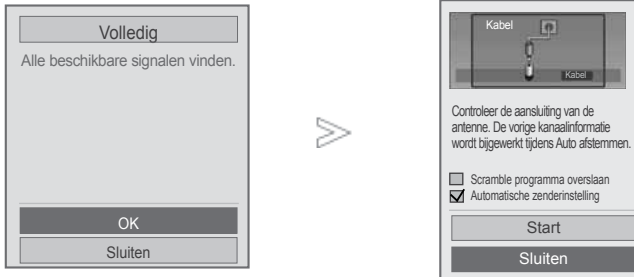 Volledig
Alle beschikbare signalen vinden.
OK
Sluiten
Kabel
Kabel
Controleer de aansluiting van de
antenne. De vorige kanaalinformatie
wordt bijgewerkt tijdens Auto afstemmen.
Scramble programma overslaan
Automatische zenderinstelling
Start
Sluiten